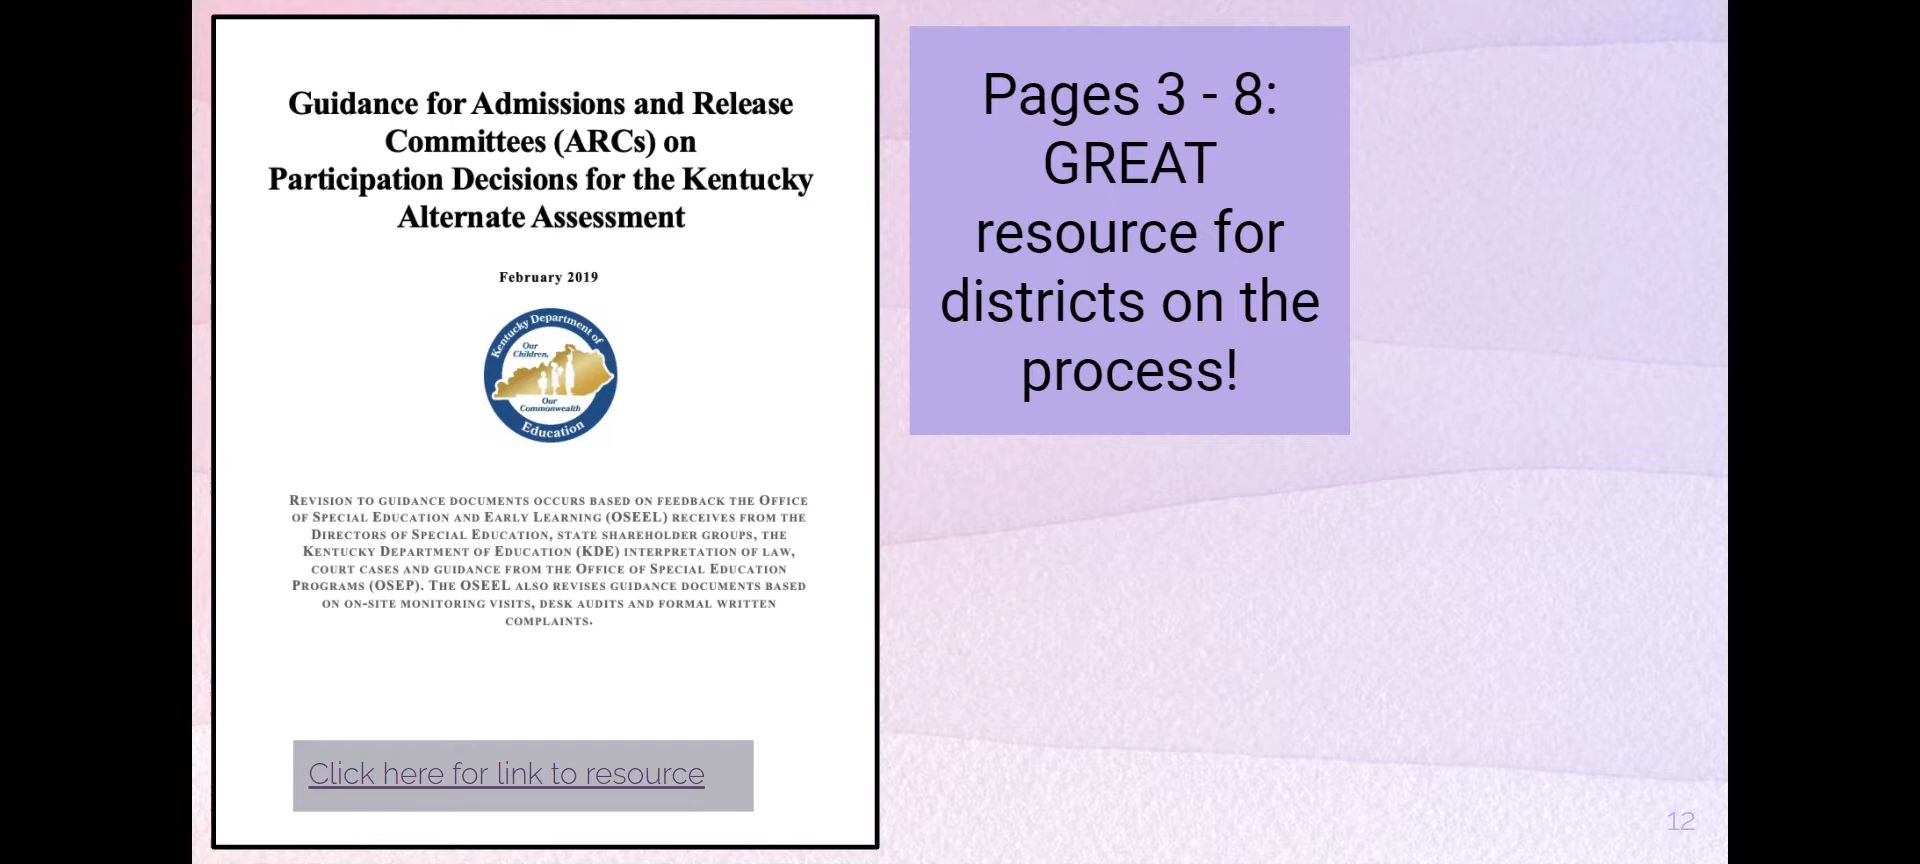 Guidance for Admissions and Release
Committees (ARCs) on
Participation Decisions for the Kentucky
Alternate Assessment
February 2019
Kentucky Department of
Our
Children,
Our
Commonwealth
Education
REVISION TO GUIDANCE DOCUMENTS OCCURS BASED ON FEEDBACK THE OFFICE
OF SPECIAL EDUCATION AND EARLY LEARNING (OSEEL) RECEIVES FROM THE
DIRECTORS OF SPECIAL EDUCATION, STATE SHAREHOLDER GROUPS, THE
KENTUCKY DEPARTMENT OF EDUCATION (KDE) INTERPRETATION OF LAW,
COURT CASES AND GUIDANCE FROM THE OFFICE OF SPECIAL EDUCATION
PROGRAMS (OSEP). THE OSEEL ALSO REVISES GUIDANCE DOCUMENTS BASED
ON ON-SITE MONITORING VISITS, DESK AUDITS AND FORMAL WRITTEN
COMPLAINTS.
Click here for link to resource
Pages 3 - 8:
GREAT
resource for
districts on the
process!
12